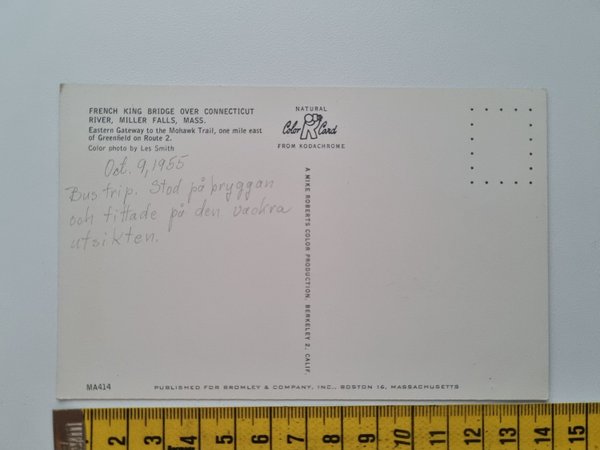 FRENCH KING BRIDGE OVER CONNECTICUT
RIVER, MILLER FALLS, MASS.
Eastern Gateway to the Mohawk Trail, one mile east
of Greenfield on Route 2.
Color photo by Les Smith
Oct. 9, 1955
Bus trip. Stod på bryggan
och tittade på den vackra
utsikten.
NATURAL
Color Card
FROM KODACHROME
A MIKE ROBERTS COLOR PRODUCTION, BERKELEY 2, CALIF.
MA414
PUBLISHED FOR BROMLEY & COMPANY, INC., BOSTON 16, MASSACHUSETTS
2 3 4 5 6 7 8 9 10 11 12 13 14 15